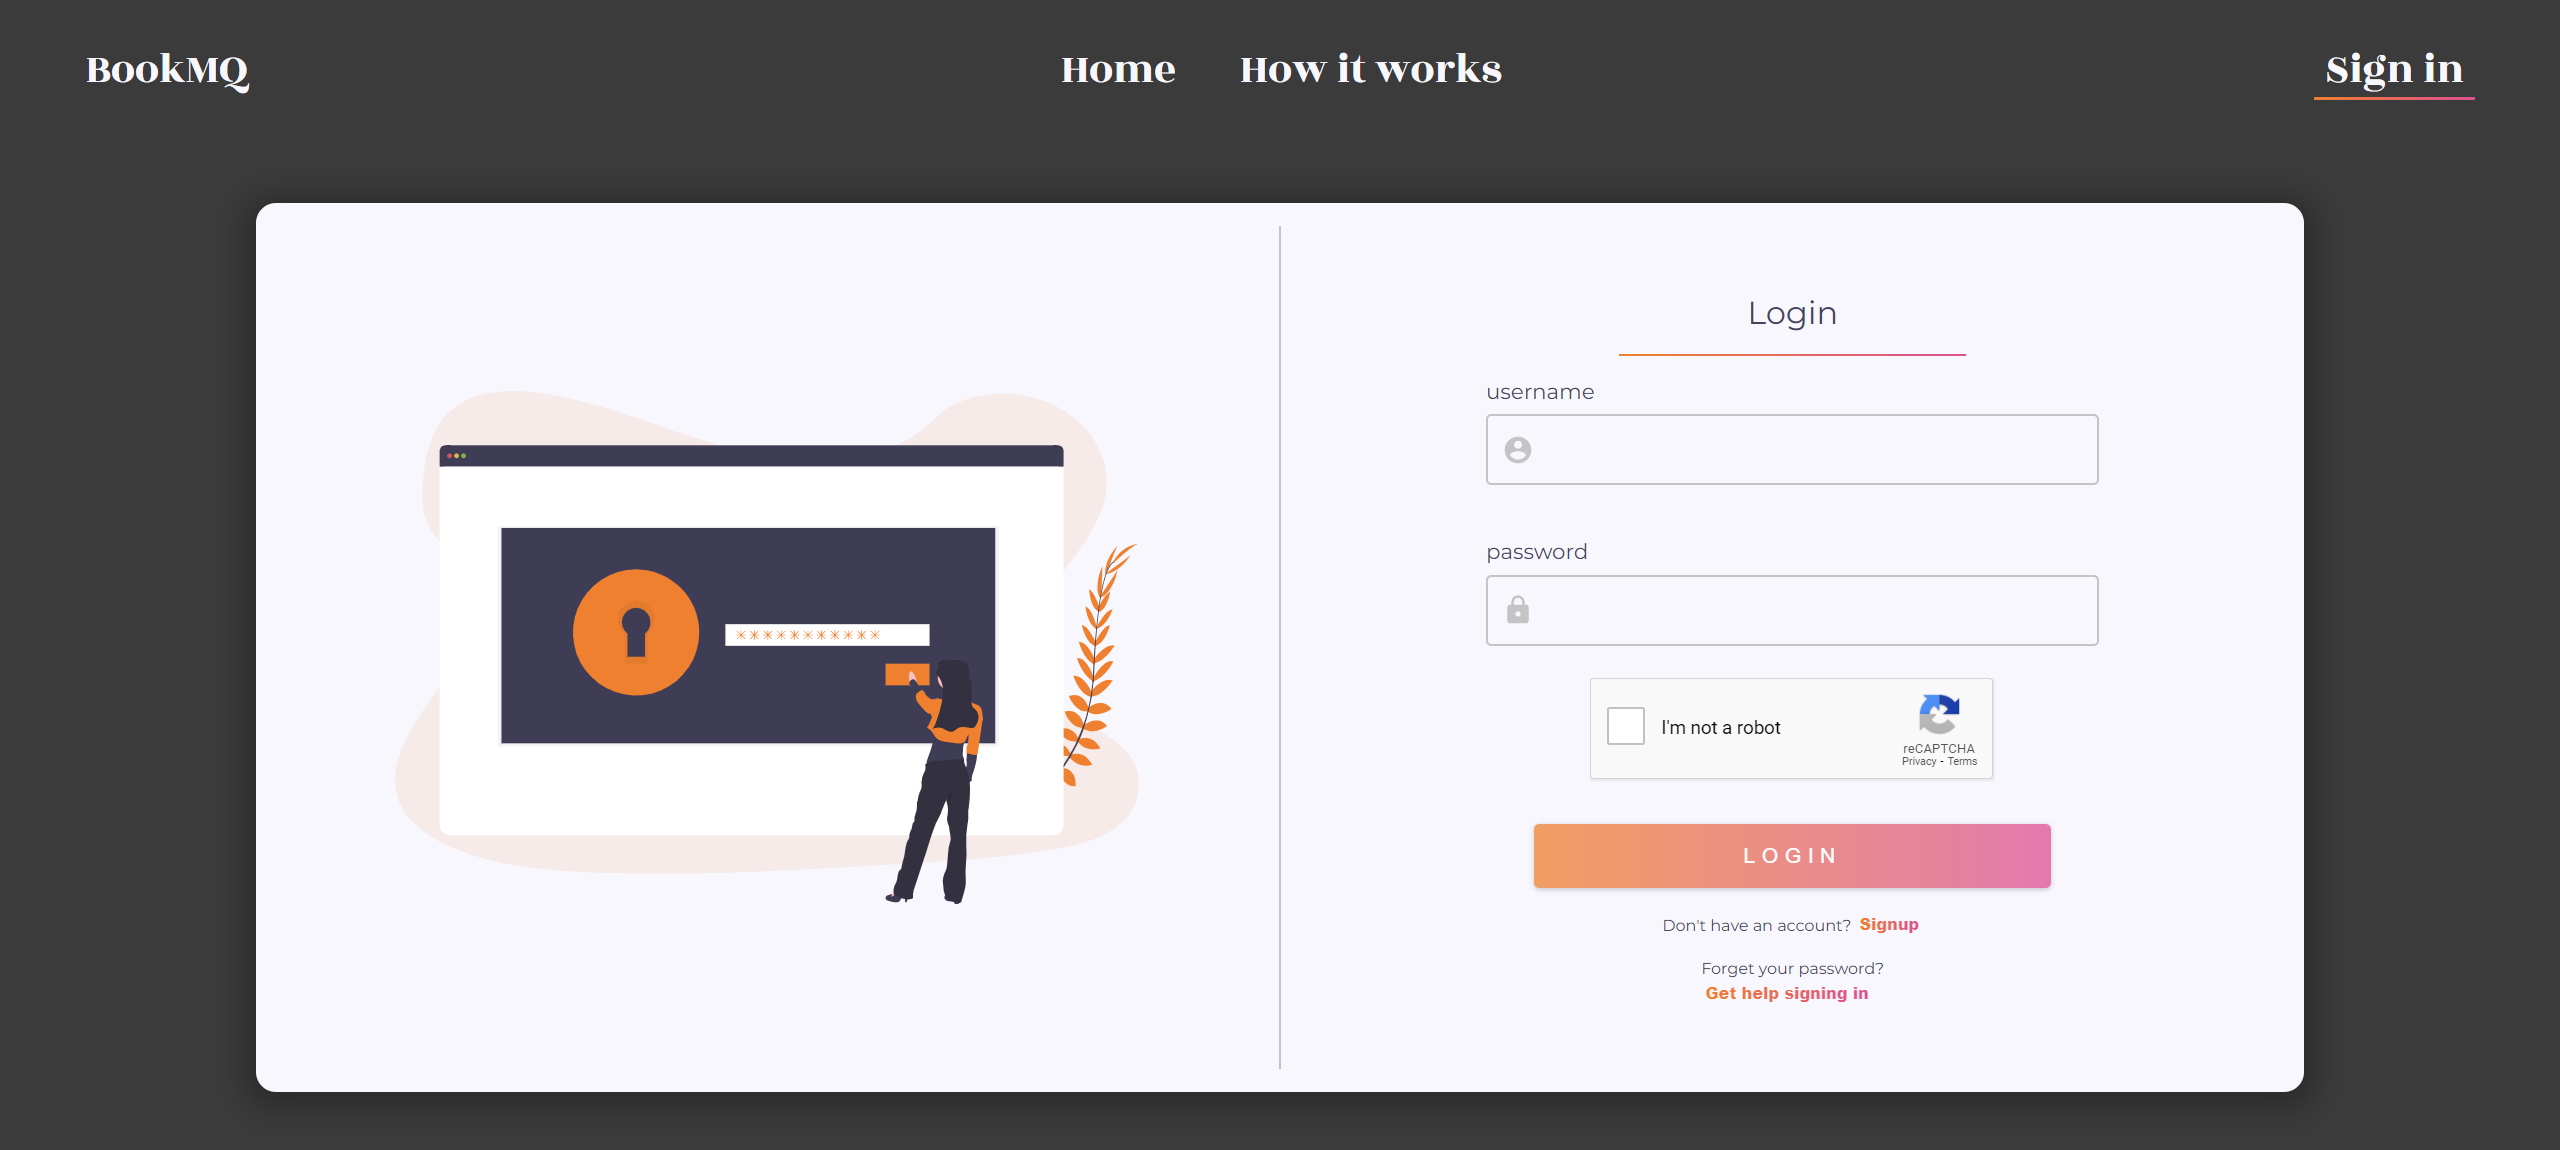 BookMQ
Home
How it works
Sign in
Login
username
password
***********
I'm not a robot
reCAPTCHA
Privacy - Terms
LOGIN
Don't have an account? Signup
Forget your password?
Get help signing in